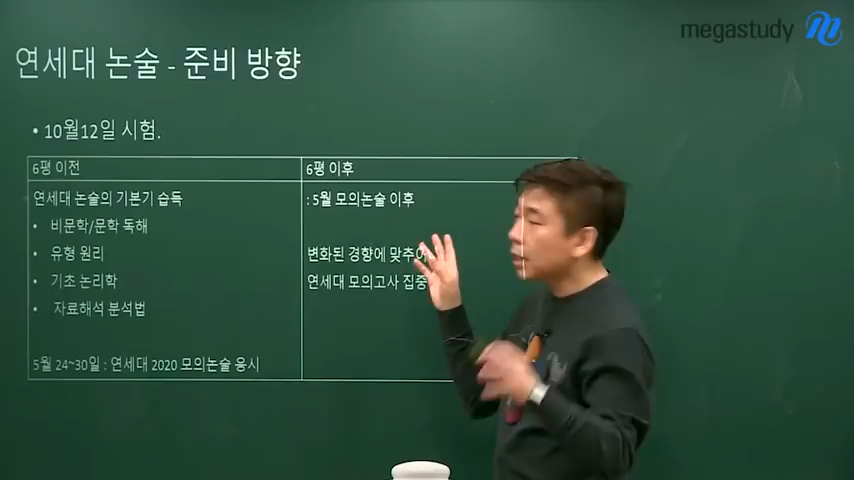 megastudy
연세대 논술 - 준비 방향
• 10월12일 시험.
6평 이전
6평 이후
연세대 논술의 기본기 습득
: 5월 모의논술 이후
• 비문학/문학 독해
• 유형 원리
변화된 경향에 맞추어
• 기초 논리학
연세대 모의고사 집중
• 자료해석 분석법
5월 24~30일 : 연세대 2020 모의논술 응시